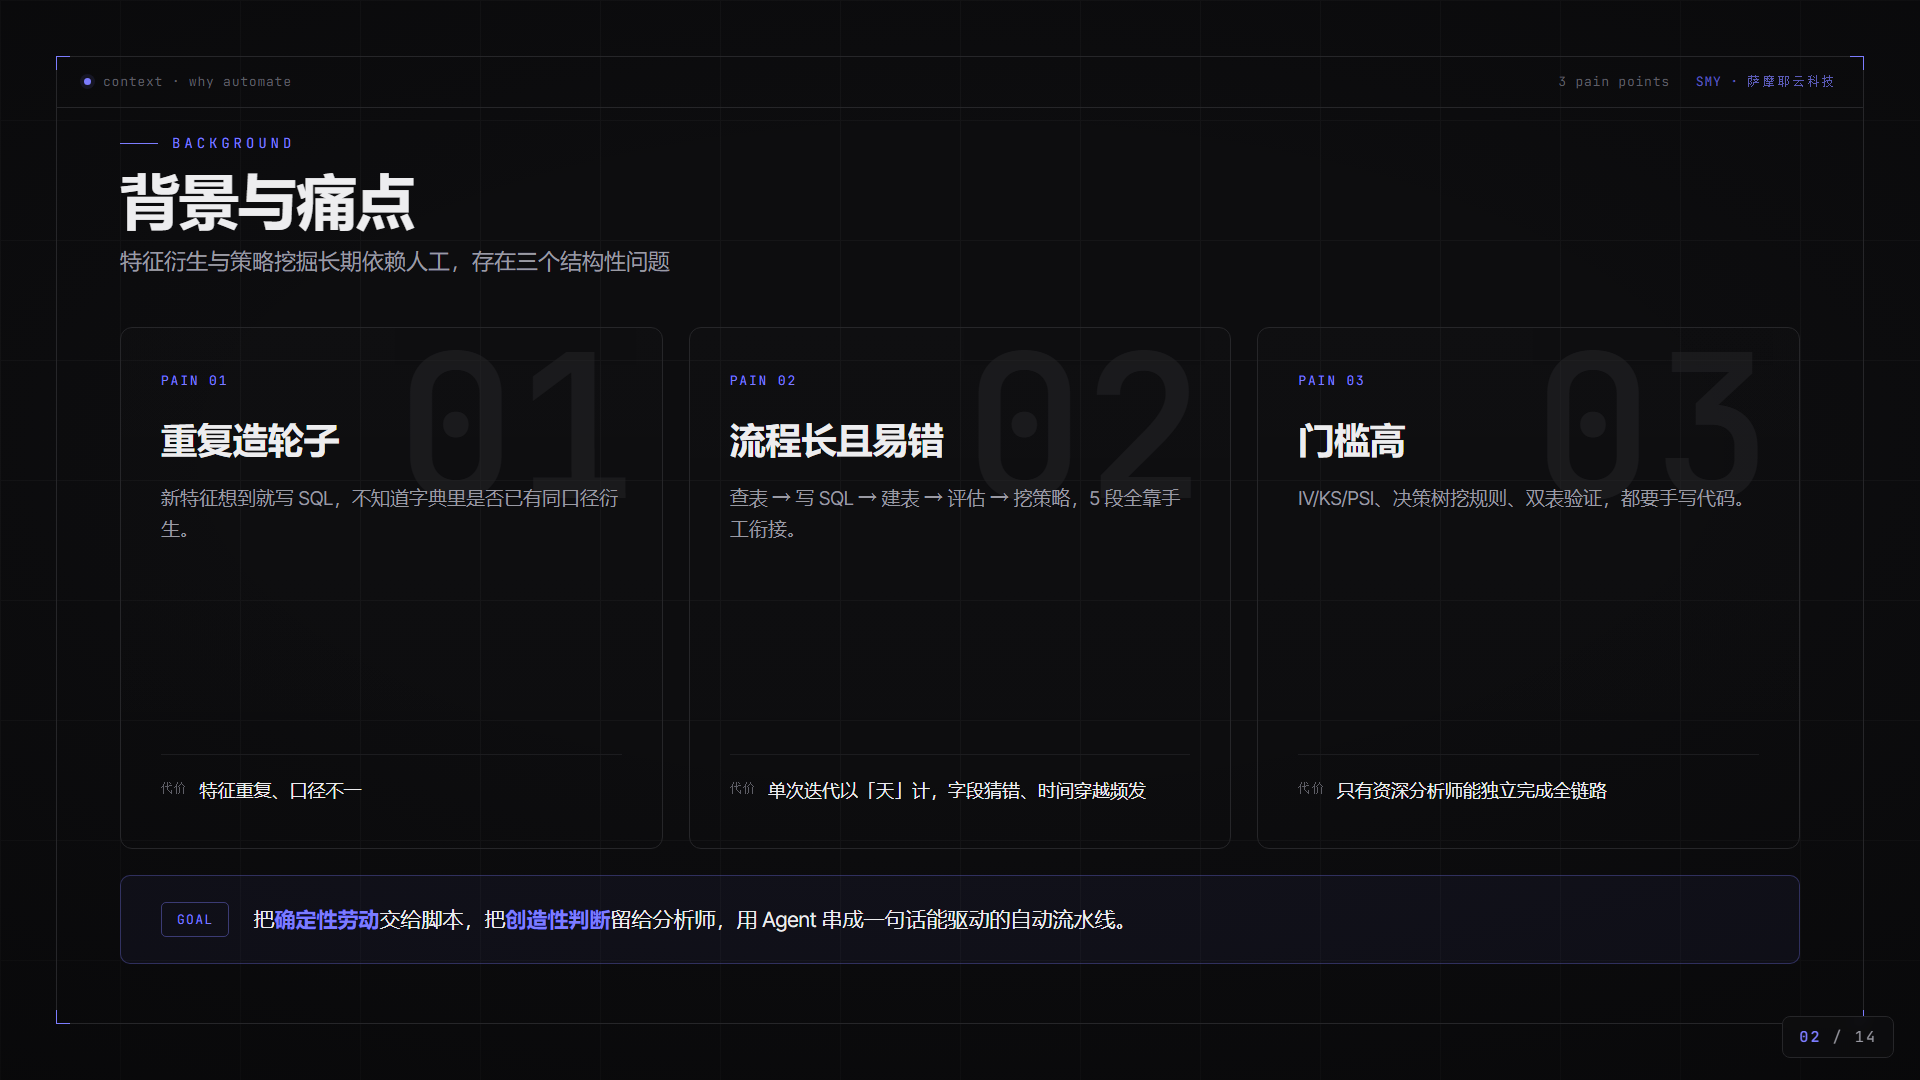 context · why automate
3 pain points
SMY · 萨摩耶云科技
BACKGROUND
背景与痛点
特征衍生与策略挖掘长期依赖人工，存在三个结构性问题
01
PAIN 01
重复造轮子
新特征想到就写 SQL，不知道字典里是否已有同口径衍
生。
代价 特征重复、口径不一
02
PAIN 02
流程长且易错
查表 → 写 SQL → 建表 → 评估 → 挖策略，5 段全靠手
工衔接。
代价 单次迭代以「天」计，字段猜错、时间穿越频发
03
PAIN 03
门槛高
IV/KS/PSI、决策树挖规则、双表验证，都要手写代码。
代价 只有资深分析师能独立完成全链路
GOAL
把确定性劳动交给脚本，把创造性判断留给分析师，用 Agent 串成一句话能驱动的自动流水线。
02 / 14